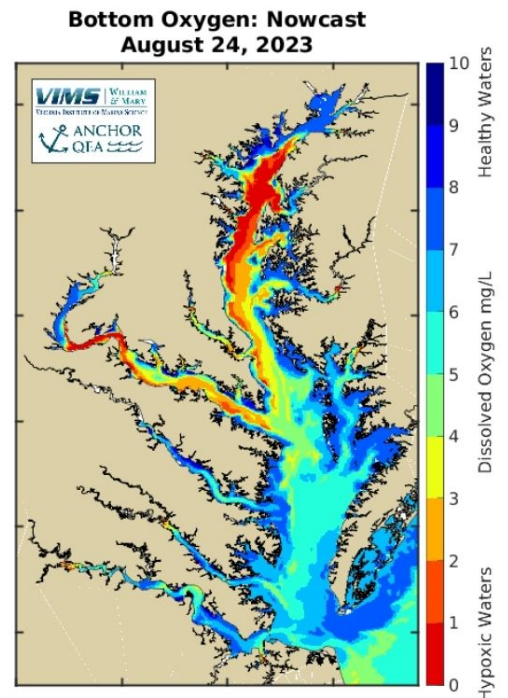 Bottom Oxygen: Nowcast
August 24, 2023
VIMS | WILLIAM & MARY
VIRGINIA INSTITUTE OF MARINE SCIENCE
ANCHOR
QEA
10
9
8
7
6
5
4
3
2
1
0
Healthy Waters
Dissolved Oxygen mg/L
Hypoxic Waters